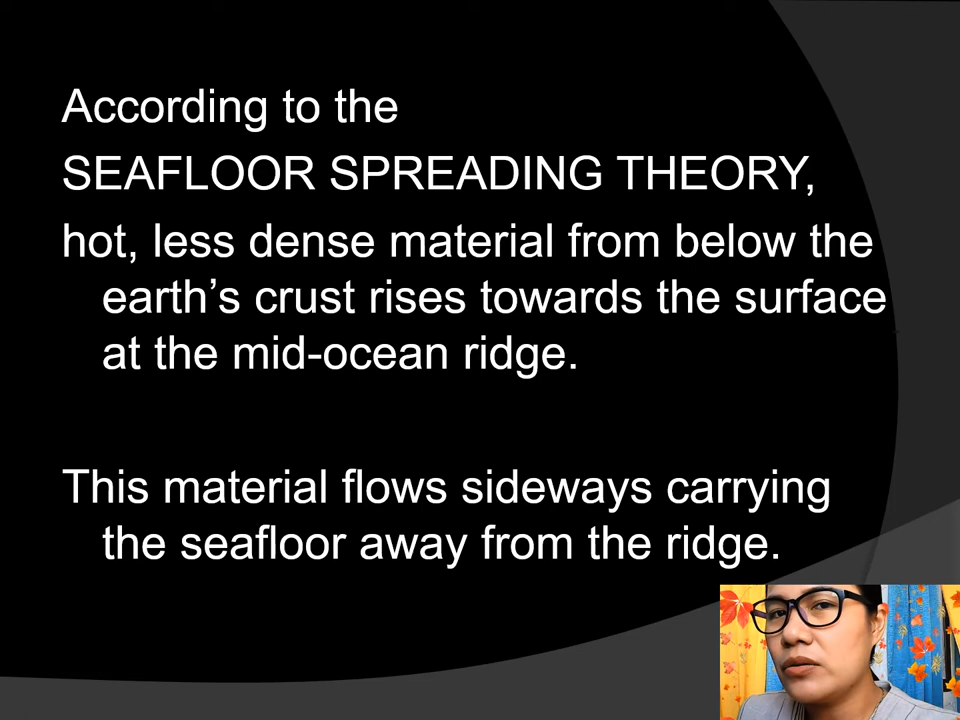 According to the
SEAFLOOR SPREADING THEORY,
hot, less dense material from below the
earth’s crust rises towards the surface
at the mid-ocean ridge.
This material flows sideways carrying
the seafloor away from the ridge.